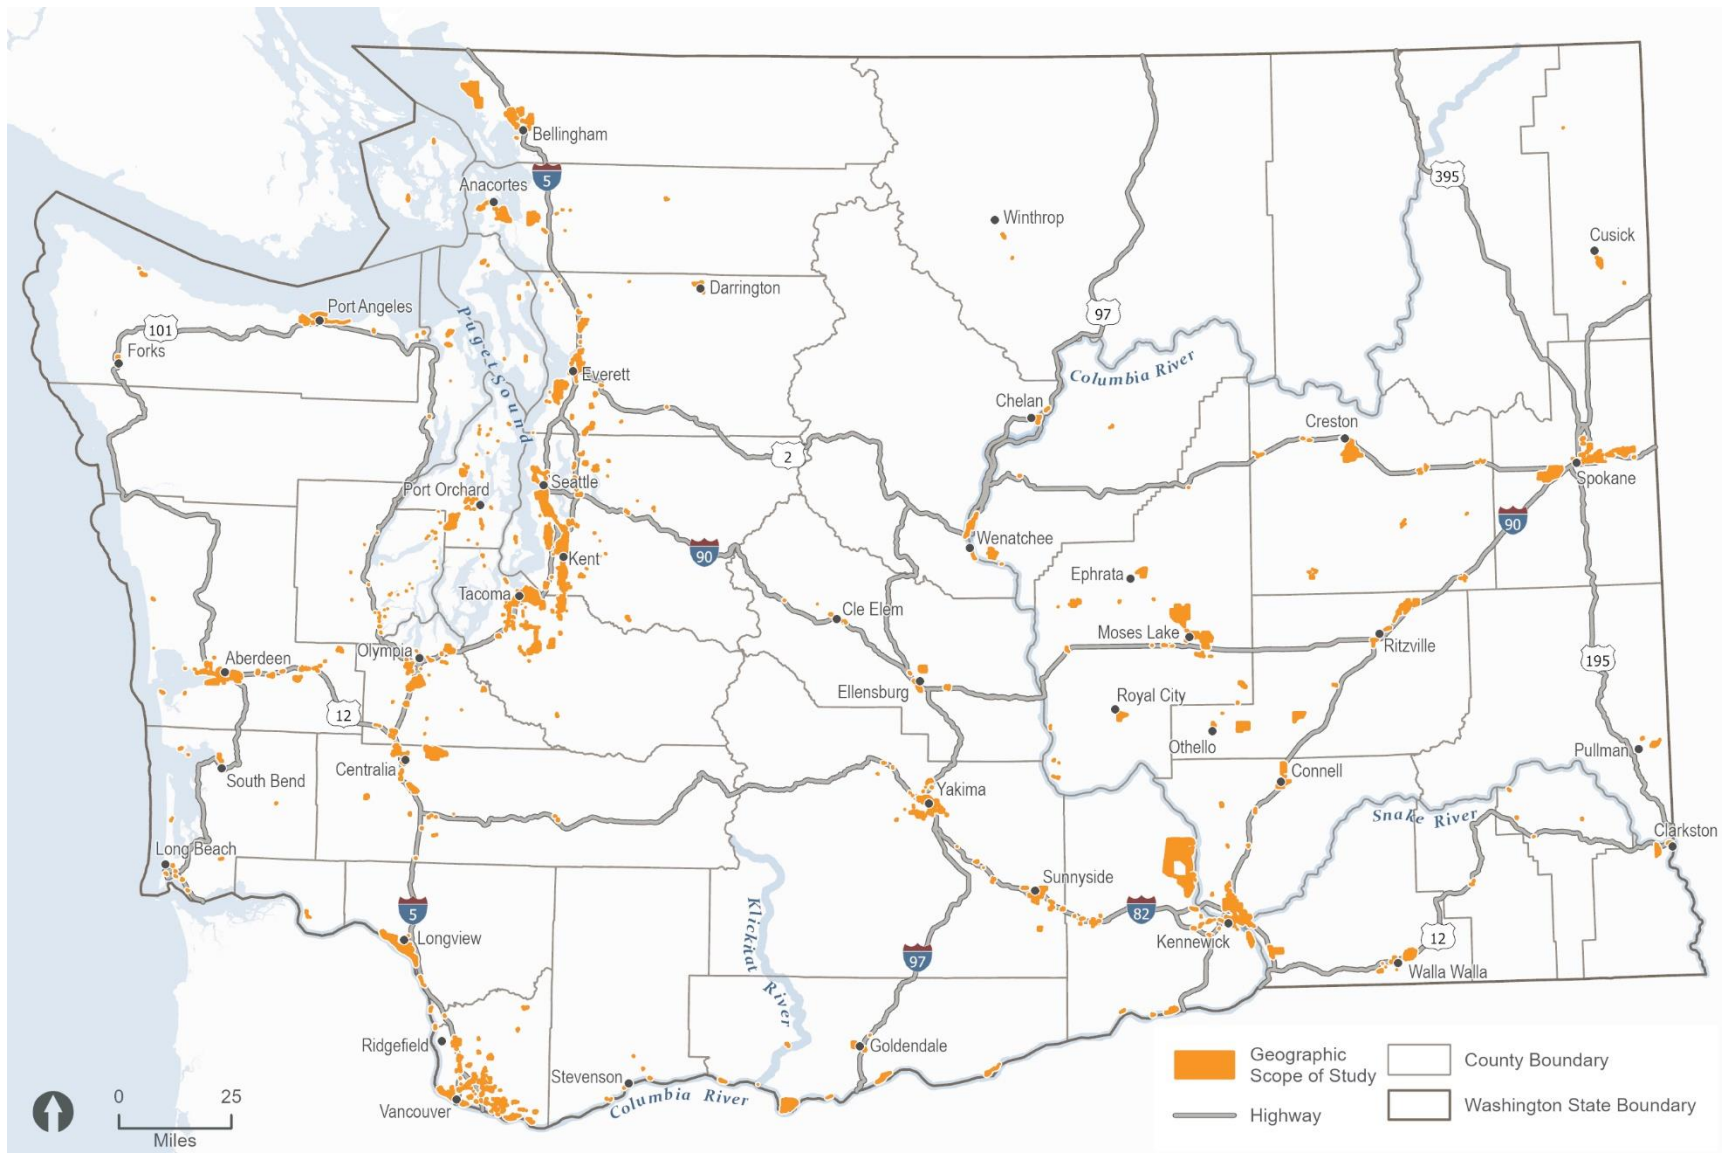 Bellingham
5
Anacortes
395
Winthrop
Cusick
Darrington
Port Angeles
97
101
Puget Sound
Forks
Columbia River
Everett
Chelan
Creston
2
Spokane
Seattle
Port Orchard
90
Wenatchee
90
Kent
Ephrata
Tacoma
Cle Elem
Moses Lake
Ritzville
Olympia
Aberdeen
195
Ellensburg
Royal City
12
Othello
Pullman
Centralia
Connell
South Bend
Yakima
Snake River
Clarkston
Long Beach
Sunnyside
5
82
Klickitat River
Longview
Kennewick
12
97
Walla Walla
Ridgefield
Goldendale
Stevenson
Columbia River
Vancouver
0 25
Miles
Geographic
Scope of Study
County Boundary
Highway
Washington State Boundary